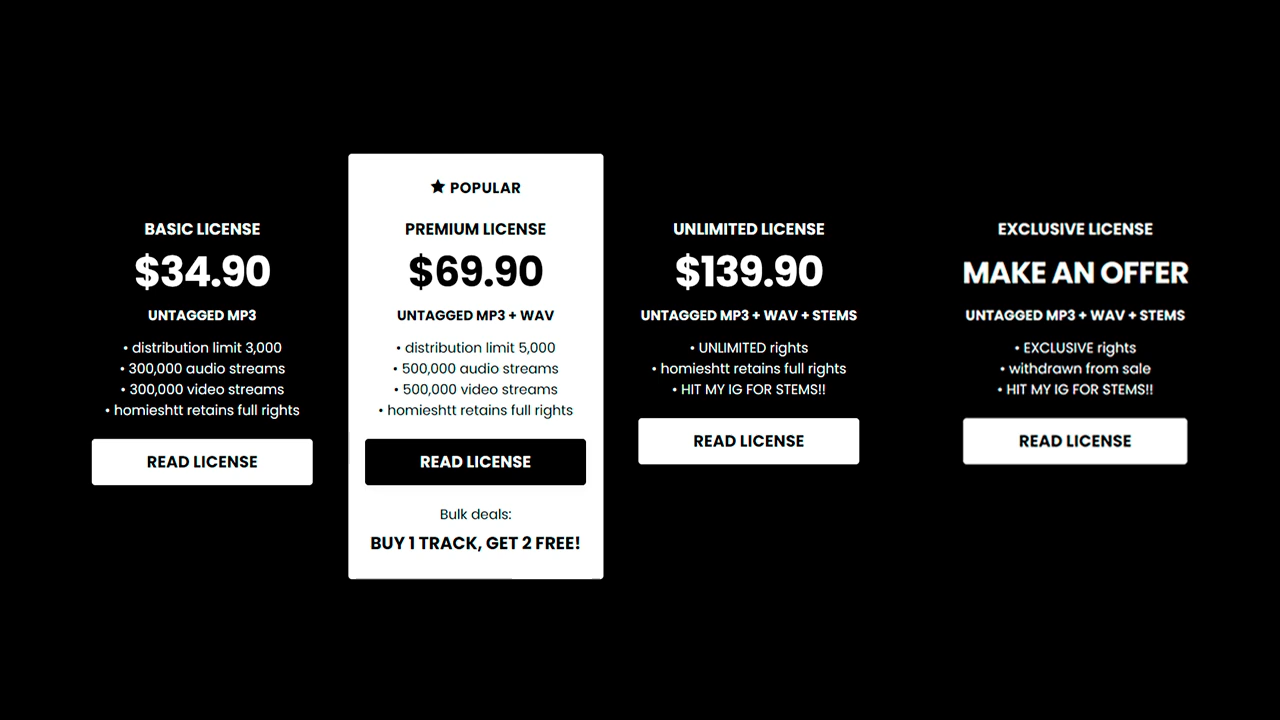 BASIC LICENSE
$34.90
UNTAGGED MP3
• distribution limit 3,000
• 300,000 audio streams
• 300,000 video streams
• homieshtt retains full rights
READ LICENSE
★ POPULAR
PREMIUM LICENSE
$69.90
UNTAGGED MP3 + WAV
• distribution limit 5,000
• 500,000 audio streams
• 500,000 video streams
• homieshtt retains full rights
READ LICENSE
Bulk deals:
BUY 1 TRACK, GET 2 FREE!
UNLIMITED LICENSE
$139.90
UNTAGGED MP3 + WAV + STEMS
• UNLIMITED rights
• homieshtt retains full rights
• HIT MY IG FOR STEMS!!
READ LICENSE
EXCLUSIVE LICENSE
MAKE AN OFFER
UNTAGGED MP3 + WAV + STEMS
• EXCLUSIVE rights
• withdrawn from sale
• HIT MY IG FOR STEMS!!
READ LICENSE